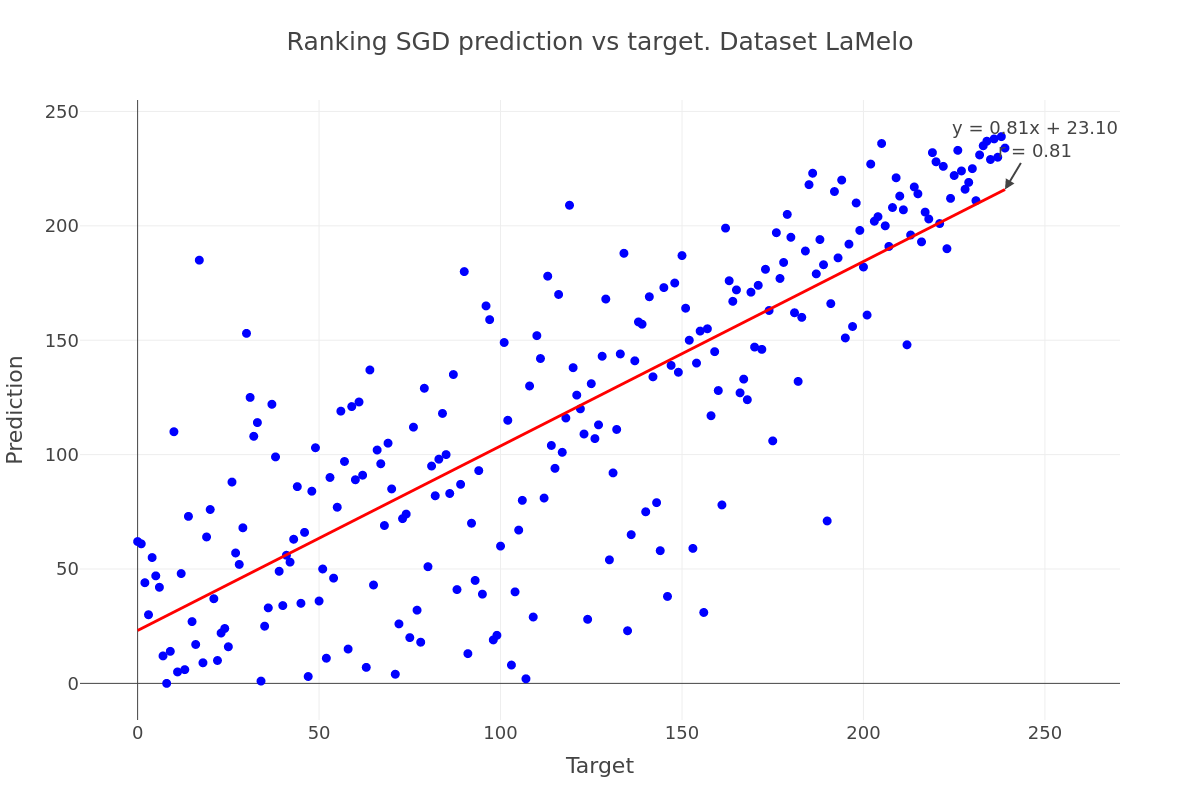 Ranking SGD prediction vs target. Dataset LaMelo
y = 0.81x + 23.10
r = 0.81
Prediction
250
200
150
100
50
0
0 50 100 150 200 250
Target